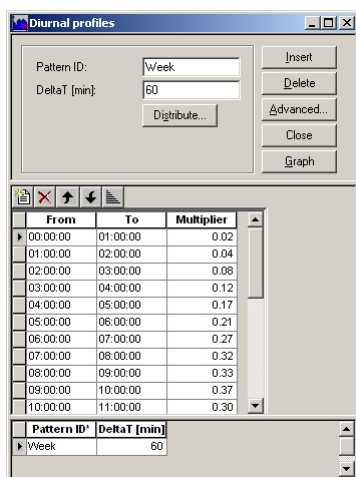 Diurnal profiles
Pattern ID: Week
DeltaT [min]: 60
Distribute...
Insert
Delete
Advanced...
Close
Graph
From To Multiplier
00:00:00 01:00:00 0.02
01:00:00 02:00:00 0.04
02:00:00 03:00:00 0.08
03:00:00 04:00:00 0.12
04:00:00 05:00:00 0.17
05:00:00 06:00:00 0.21
06:00:00 07:00:00 0.27
07:00:00 08:00:00 0.32
08:00:00 09:00:00 0.33
09:00:00 10:00:00 0.37
10:00:00 11:00:00 0.30
Pattern ID* DeltaT [min]
Week 60